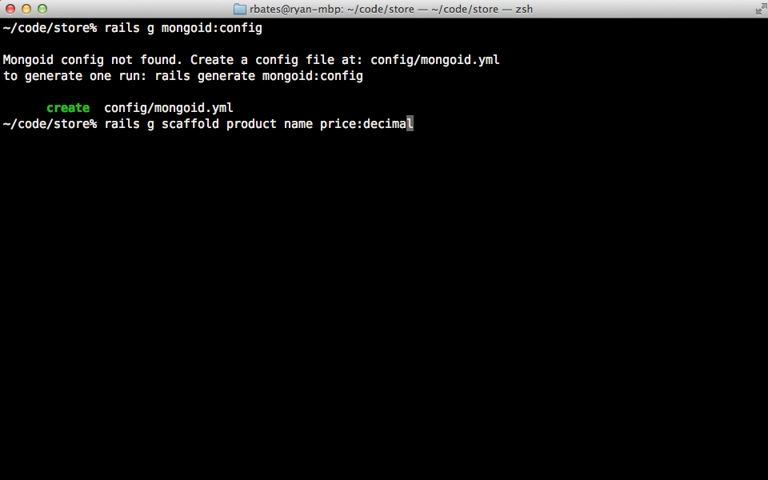 rbates@ryan-mbp: ~/code/store — ~/code/store — zsh
~/code/store% rails g mongoid:config
Mongoid config not found. Create a config file at: config/mongoid.yml
to generate one run: rails generate mongoid:config
create config/mongoid.yml
~/code/store% rails g scaffold product name price:decimal